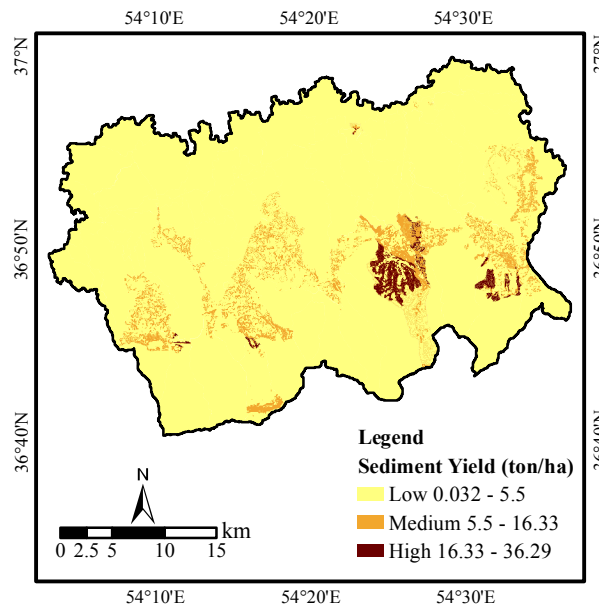 54°10'E 54°20'E 54°30'E
37°N 37°N
36°50'N 36°50'N
36°40'N 36°40'N
Legend
Sediment Yield (ton/ha)
Low 0.032 - 5.5
Medium 5.5 - 16.33
High 16.33 - 36.29
N
km
0 2.5 5 10 15
54°10'E 54°20'E 54°30'E